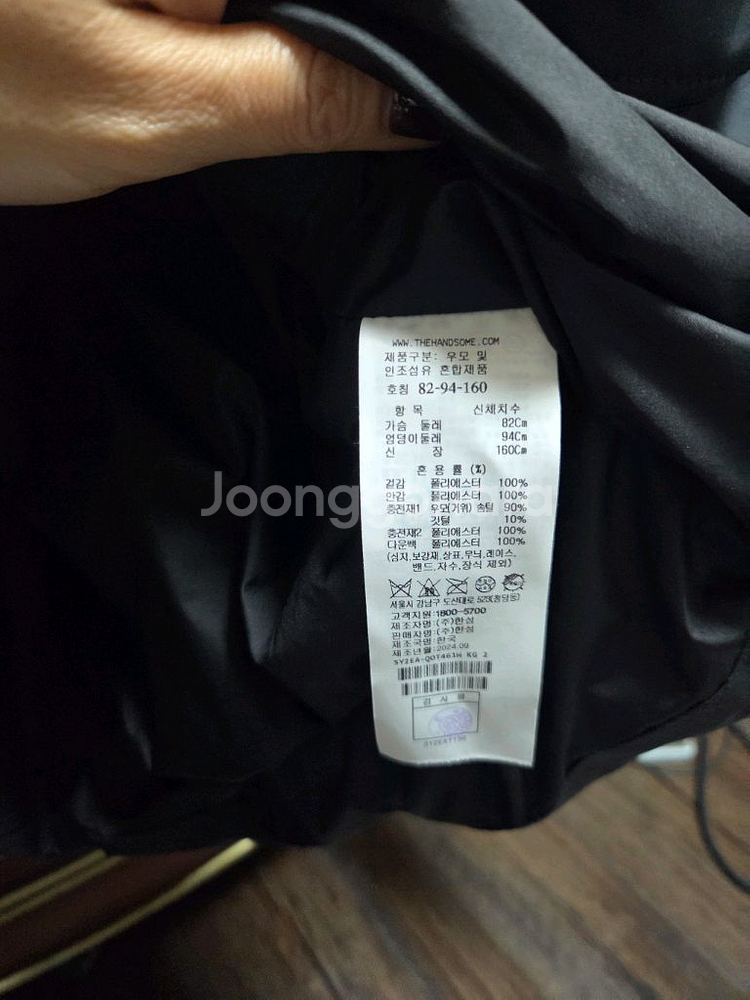 WWW.THEHANDSOME.COM
제품구분: 우모 및
인조섬유 혼합제품
호칭 82-94-160
항 목 신체치수
가슴 둘레 82Cm
엉덩이둘레 94Cm
신 장 160Cm
혼 용 률 (%)
겉감 폴리에스터 100%
안감 폴리에스터 100%
충전재1 우모(거위) 솜털 90%
깃털 10%
충전재2 폴리에스터 100%
다운백 폴리에스터 100%
(심지,보강재,상표,무늬,레이스,
밴드,자수,장식 제외)
서울시 강남구 도산대로 523(청담동)
고객지원:1800-5700
제조자명:(주)한섬
판매자명:(주)한섬
제조국명:한국
제조년월:2024.09
검 사 필